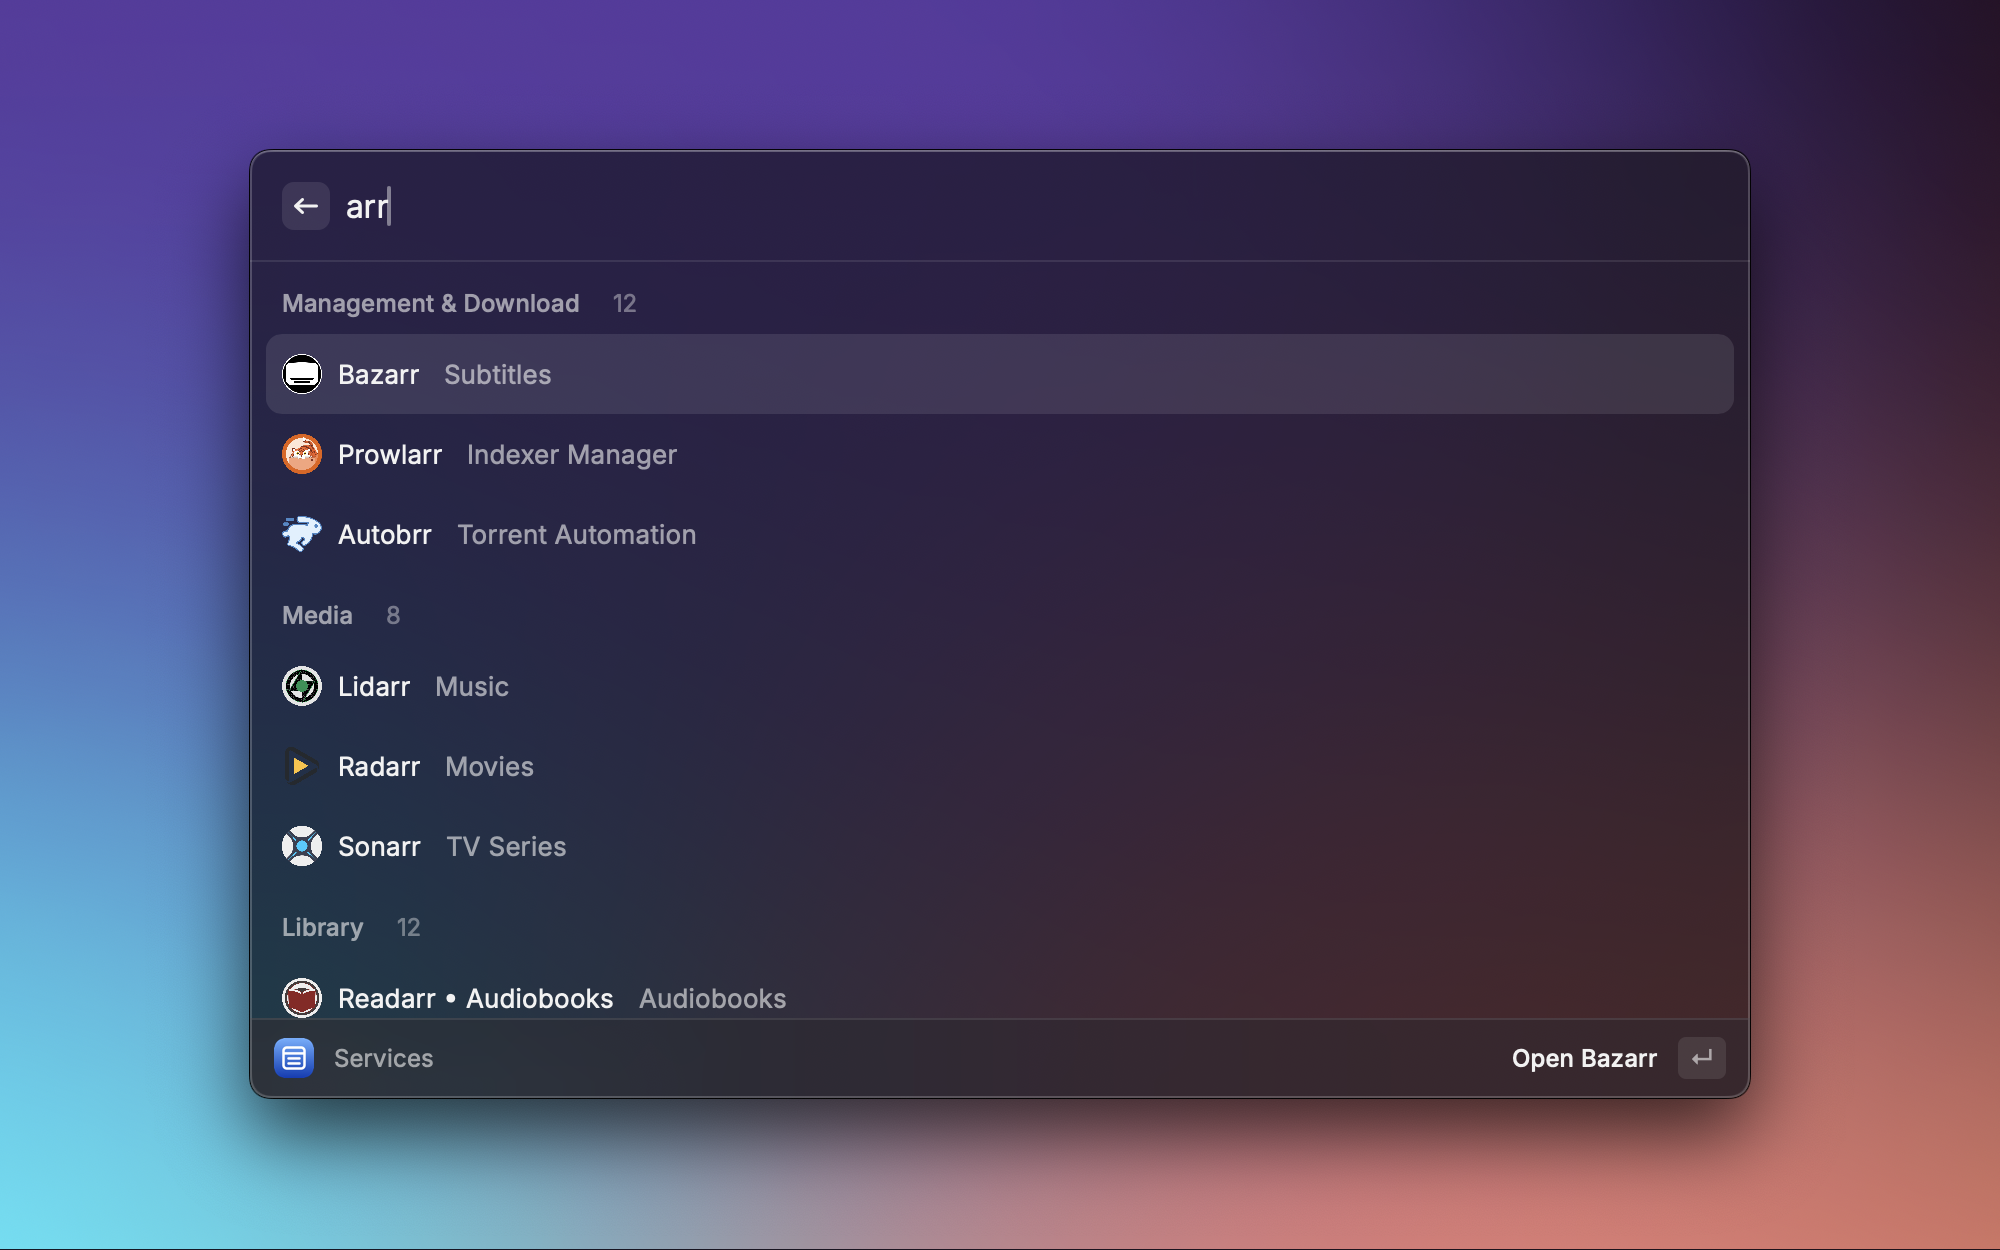 arr
Management & Download 12
Bazarr Subtitles
Prowlarr Indexer Manager
Autobrr Torrent Automation
Media 8
Lidarr Music
Radarr Movies
Sonarr TV Series
Library 12
Readarr • Audiobooks Audiobooks
Services Open Bazarr